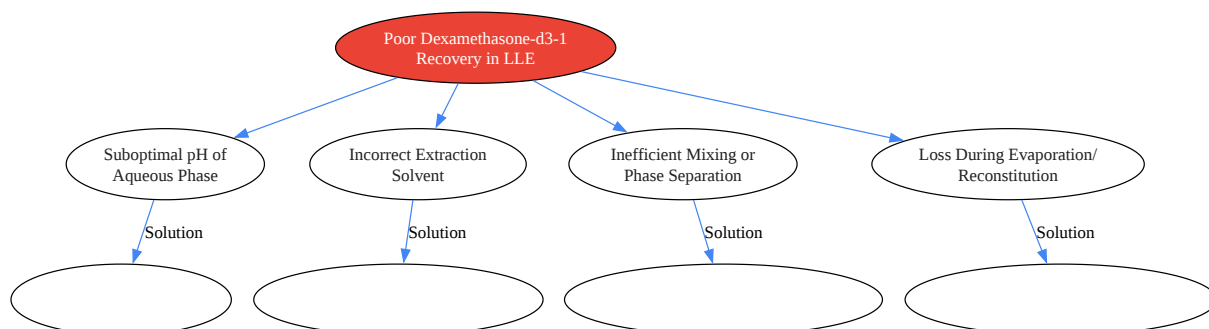 Poor Dexamethasone-d3-1
Recovery in LLE
Suboptimal pH of
Aqueous Phase
Incorrect Extraction
Solvent
Inefficient Mixing or
Phase Separation
Loss During Evaporation/
Reconstitution
Solution
Solution
Solution
Solution